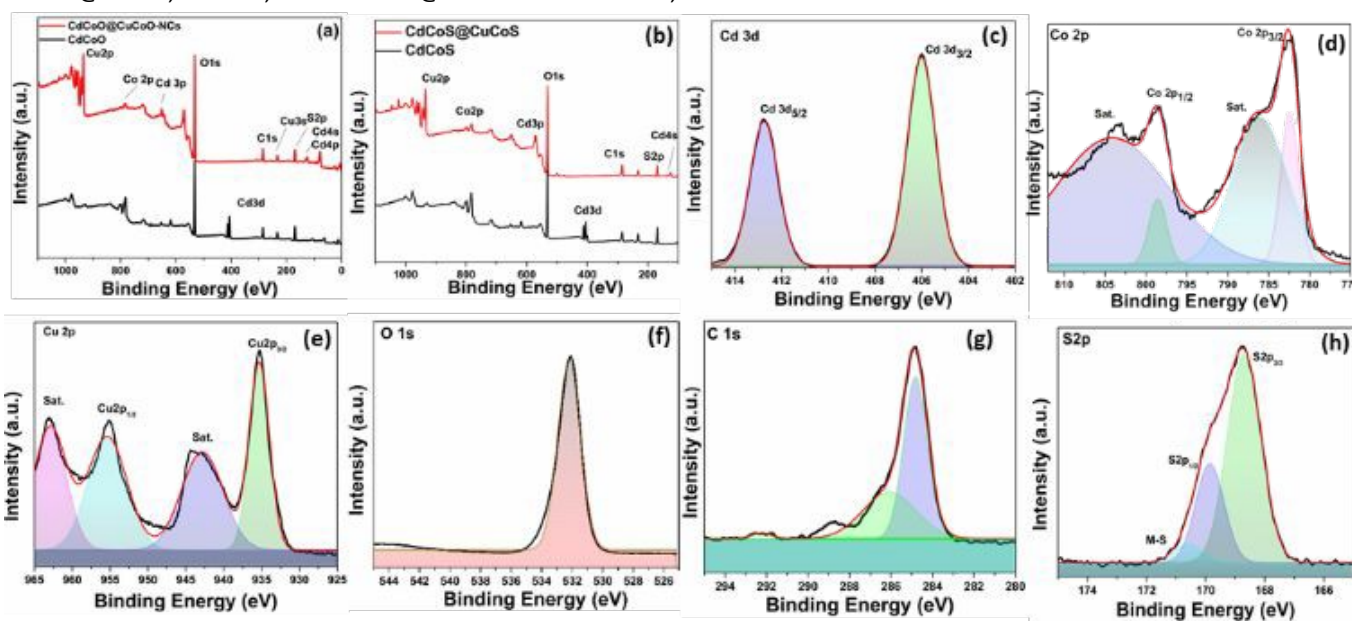 CdCoO@CuCoO-NCs
CdCoO
(a)
Cu2p
Co 2p
Cd 3p
O1s
C1s
Cu3s
S2p
Cd4s
Cd4p
Cd3d
Intensity (a.u.)
1000 800 600 400 200 0
Binding Energy (eV)
CdCoS@CuCoS
CdCoS
(b)
Cu2p
Co2p
Cd3p
O1s
C1s
S2p
Cd4s
Cd3d
Intensity (a.u.)
1000 800 600 400 200
Binding Energy (eV)
Cd 3d
(c)
Cd 3d3/2
Cd 3d5/2
Intensity (a.u.)
414 412 410 408 406 404 402
Binding Energy (eV)
Co 2p
(d)
Co 2p3/2
Co 2p1/2
Sat.
Sat.
Intensity (a.u.)
810 805 800 795 790 785 780 77
Binding Energy (eV)
Cu 2p
(e)
Cu2p3/2
Sat.
Cu2p1/2
Sat.
Intensity (a.u.)
965 960 955 950 945 940 935 930 925
Binding Energy (eV)
O 1s
(f)
Intensity (a.u.)
544 542 540 538 536 534 532 530 528 526
Binding Energy (eV)
C 1s
(g)
Intensity (a.u.)
294 292 290 288 286 284 282 280
Binding Energy (eV)
S2p
(h)
S2p3/2
S2p1/2
M-S
Intensity (a.u.)
174 172 170 168 166
Binding Energy (eV)